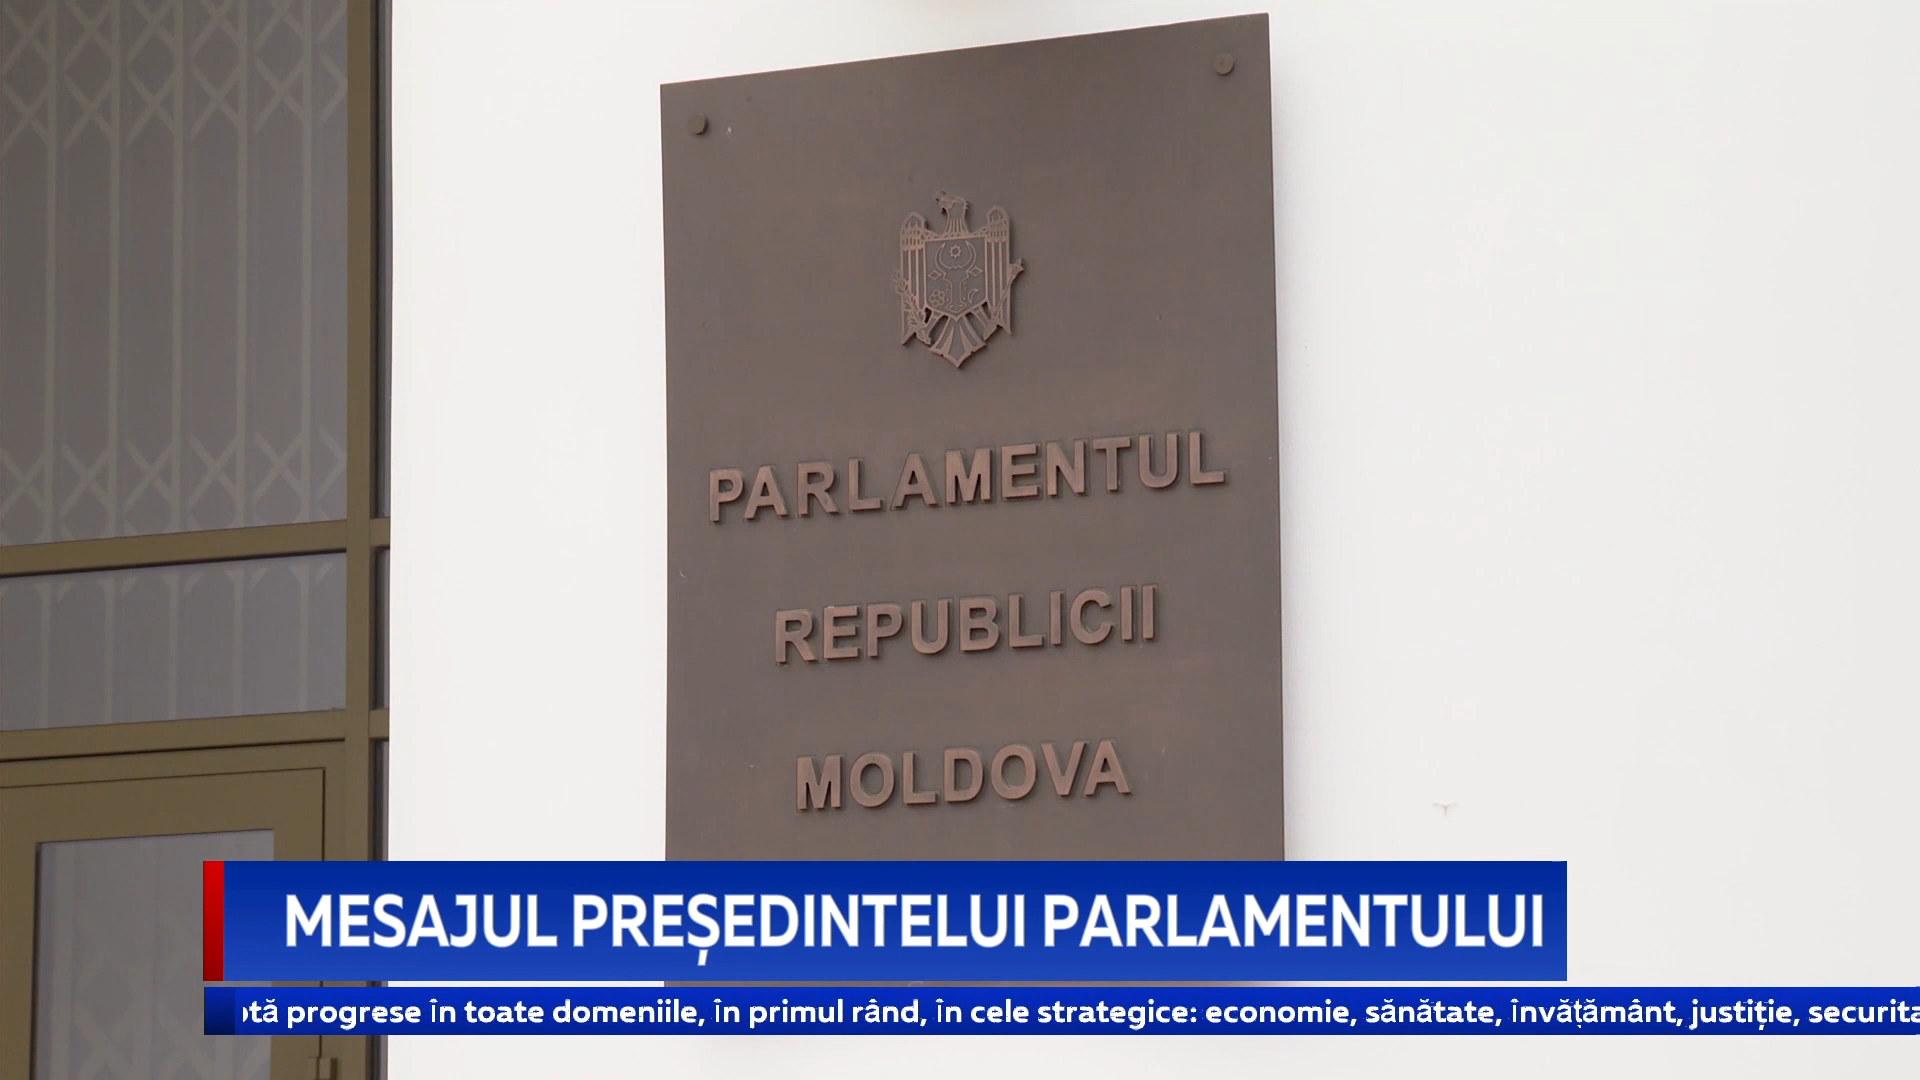 PARLAMENTUL
REPUBLICII
MOLDOVA
MESAJUL PREȘEDINTELUI PARLAMENTULUI
progrese în toate domeniile, în primul rând, în cele strategice: economie, sănătate, învățământ, justiție,